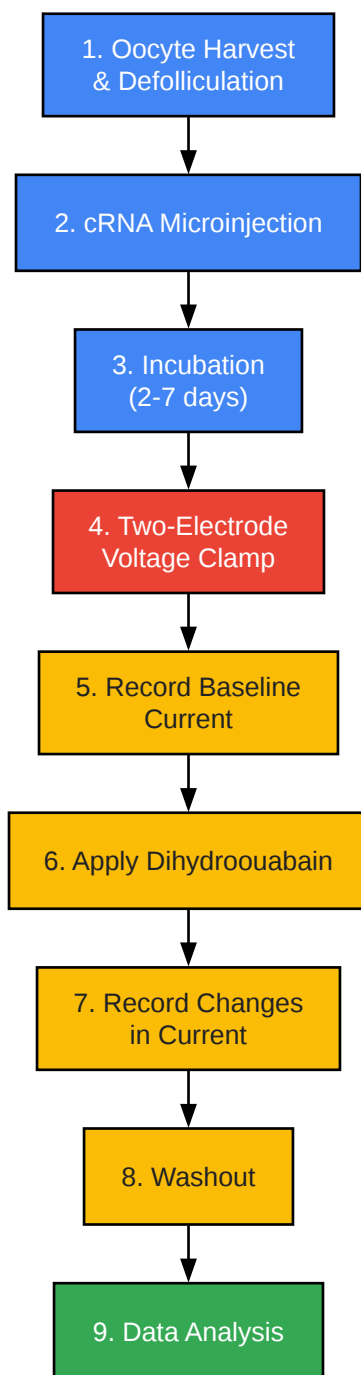 1. Oocyte Harvest
& Defolliculation
2. cRNA Microinjection
3. Incubation
(2-7 days)
4. Two-Electrode
Voltage Clamp
5. Record Baseline
Current
6. Apply Dihydroouabain
7. Record Changes
in Current
8. Washout
9. Data Analysis